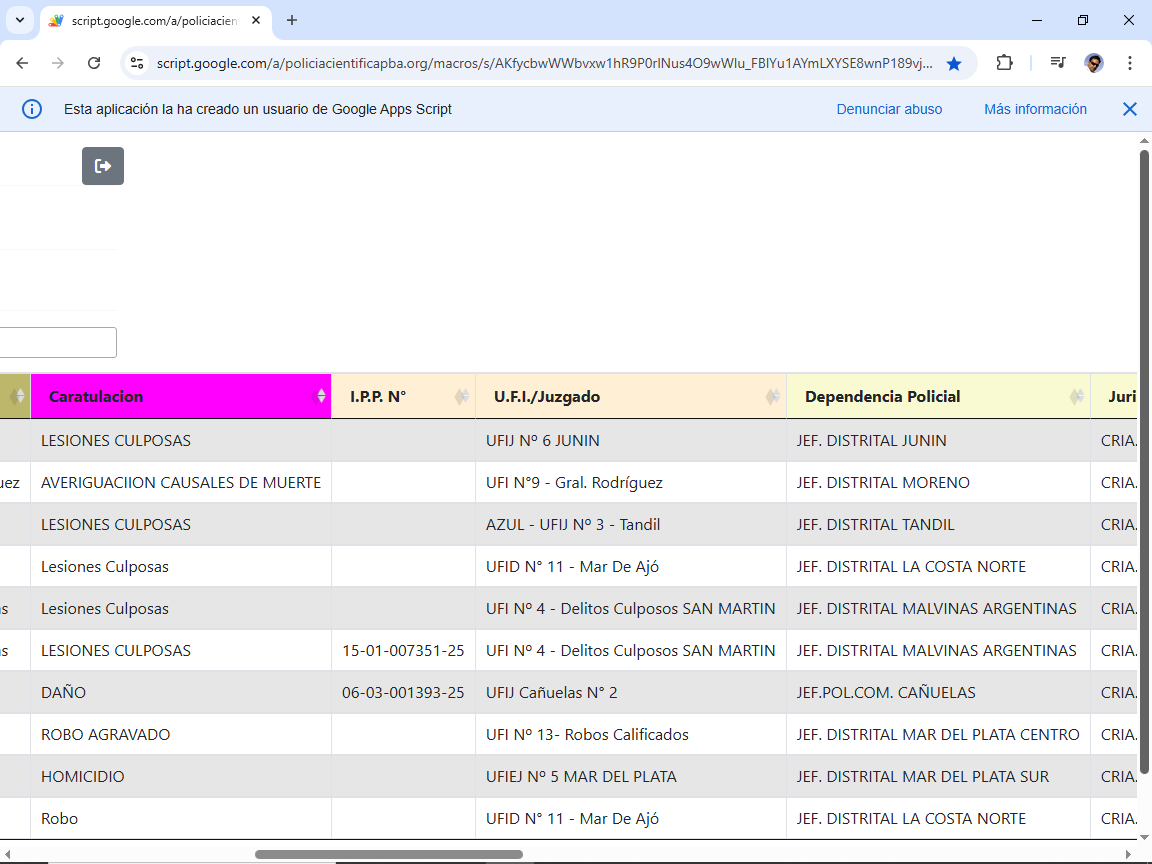 script.google.com/a/policiacien
script.google.com/a/policiacientificapba.org/macros/s/AKfycbwWWbvxw1hR9P0rlNus4O9wWlu_FBlYu1AYmLXYSE8wnP189vj...
Esta aplicación la ha creado un usuario de Google Apps Script Denunciar abuso Más información
Caratulacion I.P.P. N° U.F.I./Juzgado Dependencia Policial Juri
LESIONES CULPOSAS UFIJ Nº 6 JUNIN JEF. DISTRITAL JUNIN CRIA.
uez AVERIGUACIION CAUSALES DE MUERTE UFI N°9 - Gral. Rodríguez JEF. DISTRITAL MORENO CRIA.
LESIONES CULPOSAS AZUL - UFIJ Nº 3 - Tandil JEF. DISTRITAL TANDIL CRIA.
Lesiones Culposas UFID N° 11 - Mar De Ajó JEF. DISTRITAL LA COSTA NORTE CRIA.
as Lesiones Culposas UFI Nº 4 - Delitos Culposos SAN MARTIN JEF. DISTRITAL MALVINAS ARGENTINAS CRIA.
as LESIONES CULPOSAS 15-01-007351-25 UFI Nº 4 - Delitos Culposos SAN MARTIN JEF. DISTRITAL MALVINAS ARGENTINAS CRIA.
DAÑO 06-03-001393-25 UFIJ Cañuelas N° 2 JEF.POL.COM. CAÑUELAS CRIA.
ROBO AGRAVADO UFI Nº 13- Robos Calificados JEF. DISTRITAL MAR DEL PLATA CENTRO CRIA.
HOMICIDIO UFIEJ Nº 5 MAR DEL PLATA JEF. DISTRITAL MAR DEL PLATA SUR CRIA.
Robo UFID N° 11 - Mar De Ajó JEF. DISTRITAL LA COSTA NORTE CRIA.